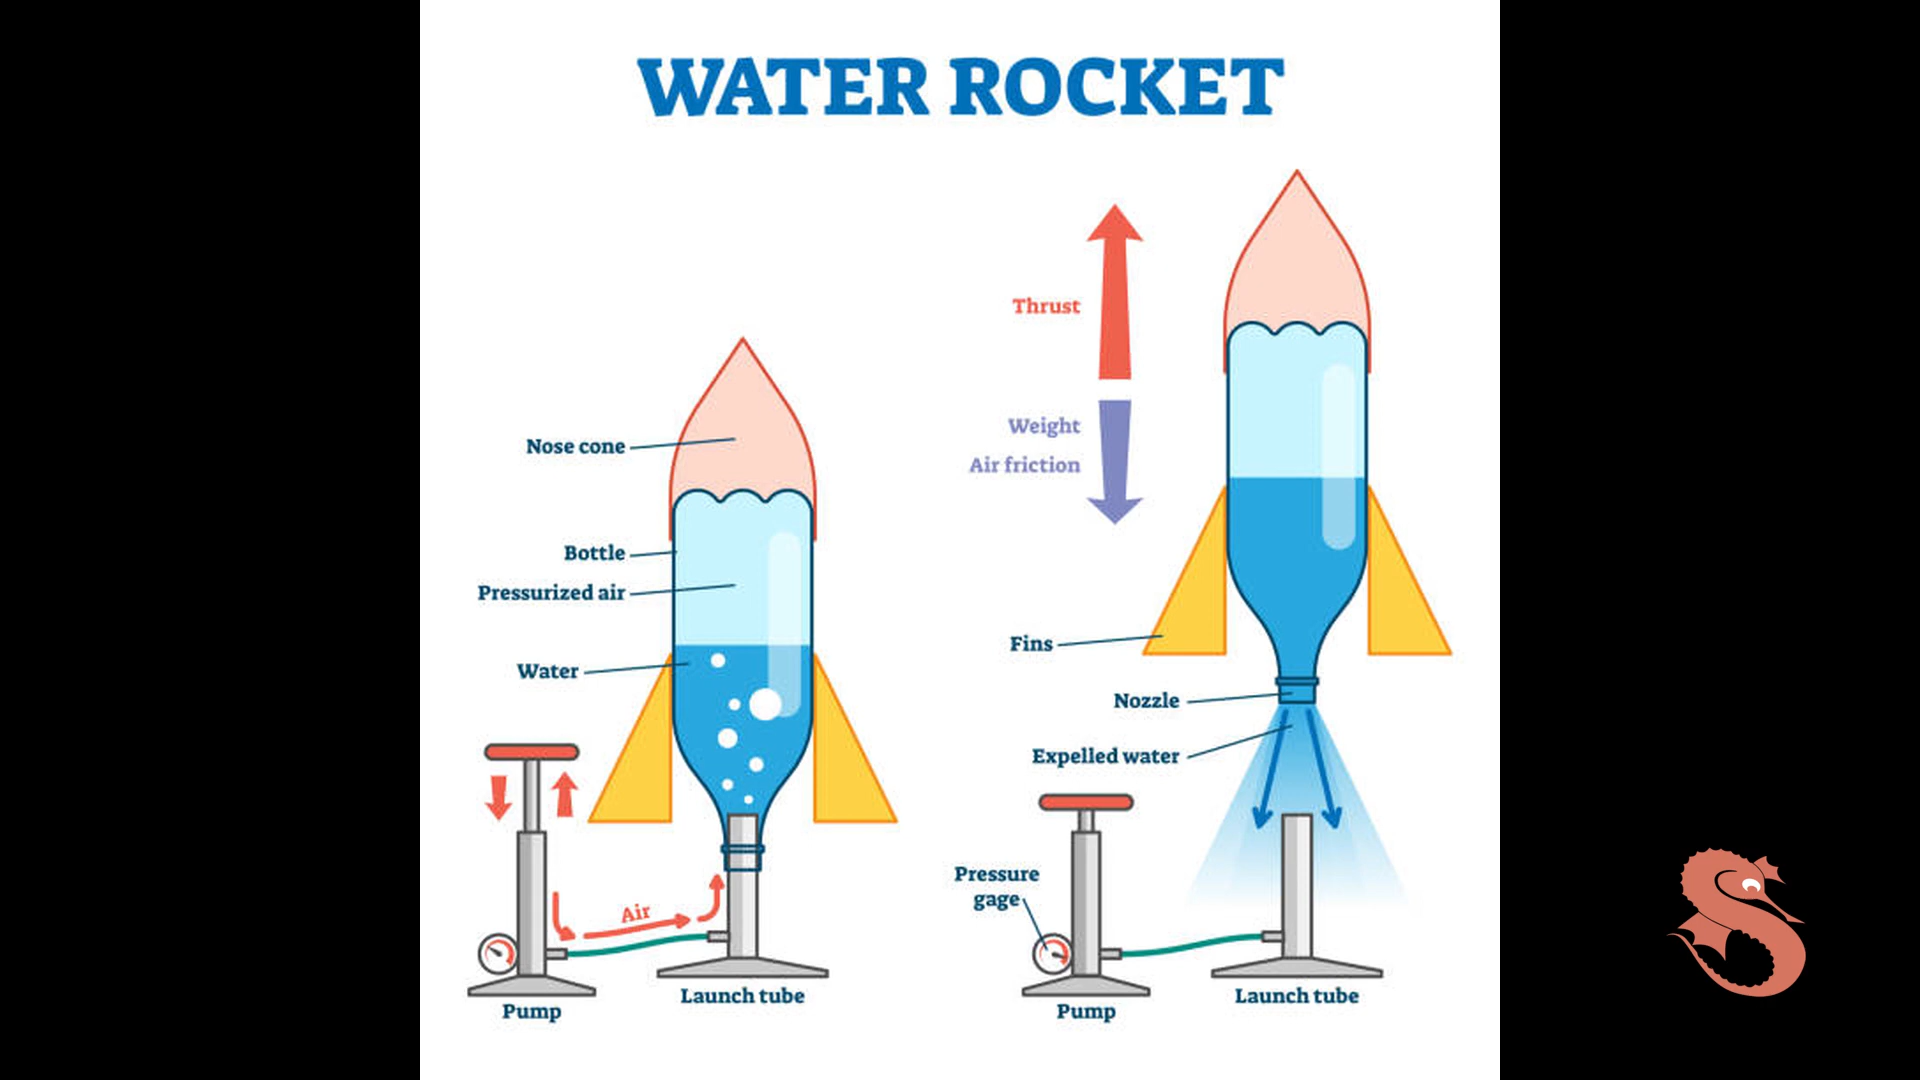 WATER ROCKET
Nose cone
Bottle
Pressurized air
Water
Air
Pump
Launch tube
Thrust
Weight
Air friction
Fins
Nozzle
Expelled water
Pressure
gage
Pump
Launch tube